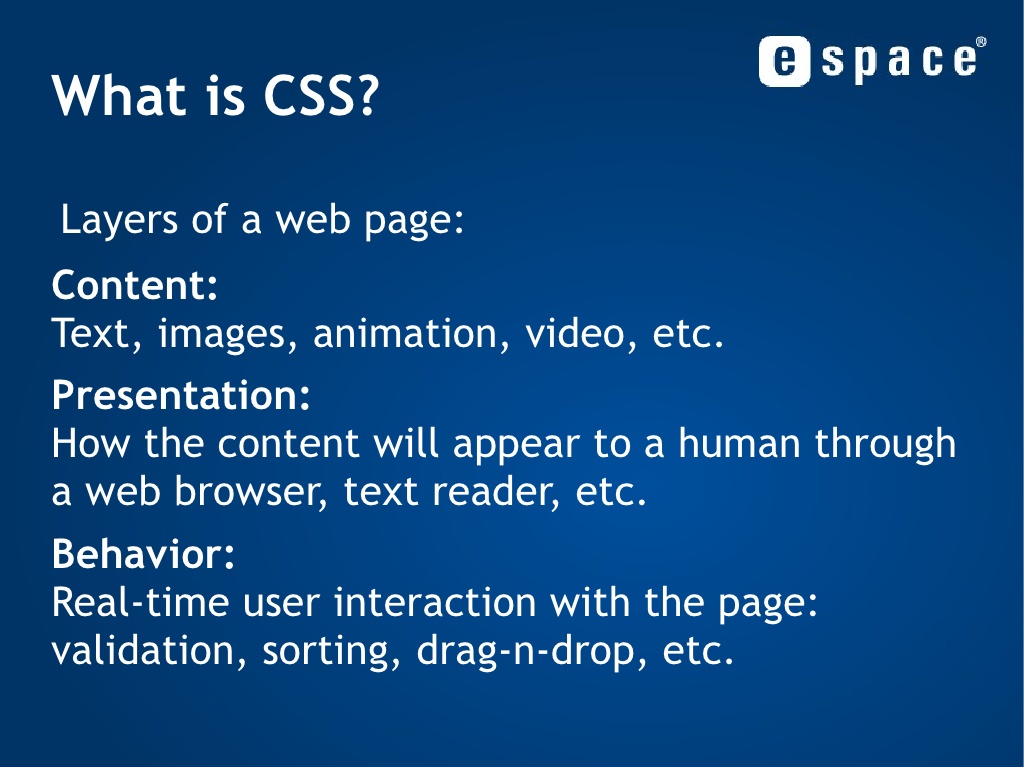 e space®
What is CSS?
Layers of a web page:
Content:
Text, images, animation, video, etc.
Presentation:
How the content will appear to a human through
a web browser, text reader, etc.
Behavior:
Real-time user interaction with the page:
validation, sorting, drag-n-drop, etc.